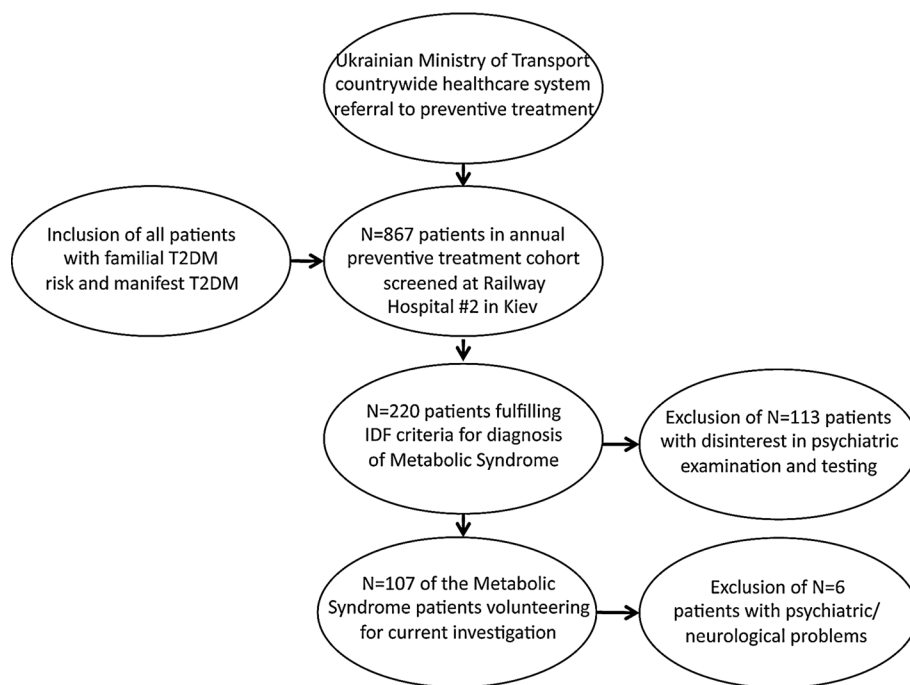 Ukrainian Ministry of Transport
countrywide healthcare system
referral to preventive treatment
Inclusion of all patients
with familial T2DM
risk and manifest T2DM
N=867 patients in annual
preventive treatment cohort
screened at Railway
Hospital #2 in Kiev
N=220 patients fulfilling
IDF criteria for diagnosis
of Metabolic Syndrome
Exclusion of N=113 patients
with disinterest in psychiatric
examination and testing
N=107 of the Metabolic
Syndrome patients volunteering
for current investigation
Exclusion of N=6
patients with psychiatric/
neurological problems